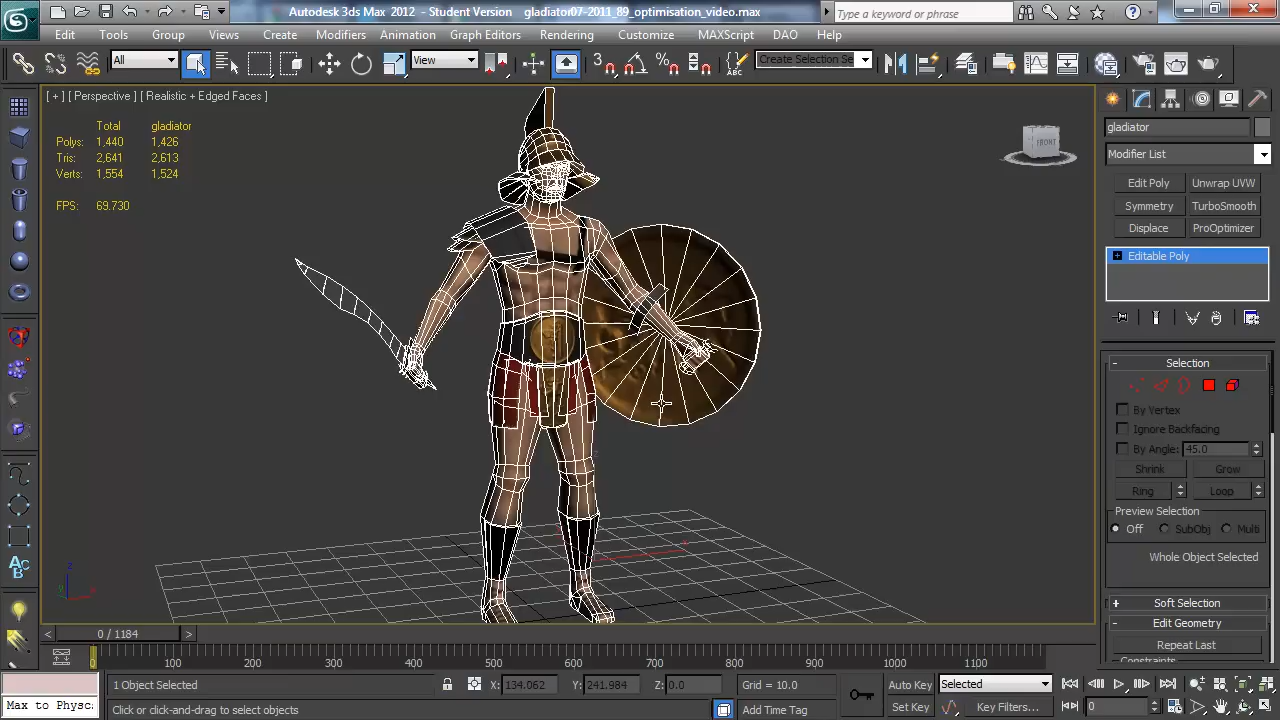 Autodesk 3ds Max 2012 - Student Version gladiator07-2011_89_optimisation_video.max
Type a keyword or phrase
Edit Tools Group Views Create Modifiers Animation Graph Editors Rendering Customize MAXScript DAO Help
All View 3 Create Selection Se
[ + ] [ Perspective ] [ Realistic + Edged Faces ]
Total gladiator
Polys: 1,440 1,426
Tris: 2,641 2,613
Verts: 1,554 1,524
FPS: 69.730
FRONT
gladiator
Modifier List
Edit Poly Unwrap UVW
Symmetry TurboSmooth
Displace ProOptimizer
Editable Poly
- Selection
By Vertex
Ignore Backfacing
By Angle: 45.0
Shrink Grow
Ring Loop
Preview Selection
Off SubObj Multi
Whole Object Selected
+ Soft Selection
- Edit Geometry
Repeat Last
Constraints
z
x
< 0 / 1184 >
0 100 200 300 400 500 600 700 800 900 1000 1100
1 Object Selected X: 134.062 Y: 241.984 Z: 0.0 Grid = 10.0 Auto Key Selected
Max to Physc: Click or click-and-drag to select objects Add Time Tag Set Key Key Filters... 0